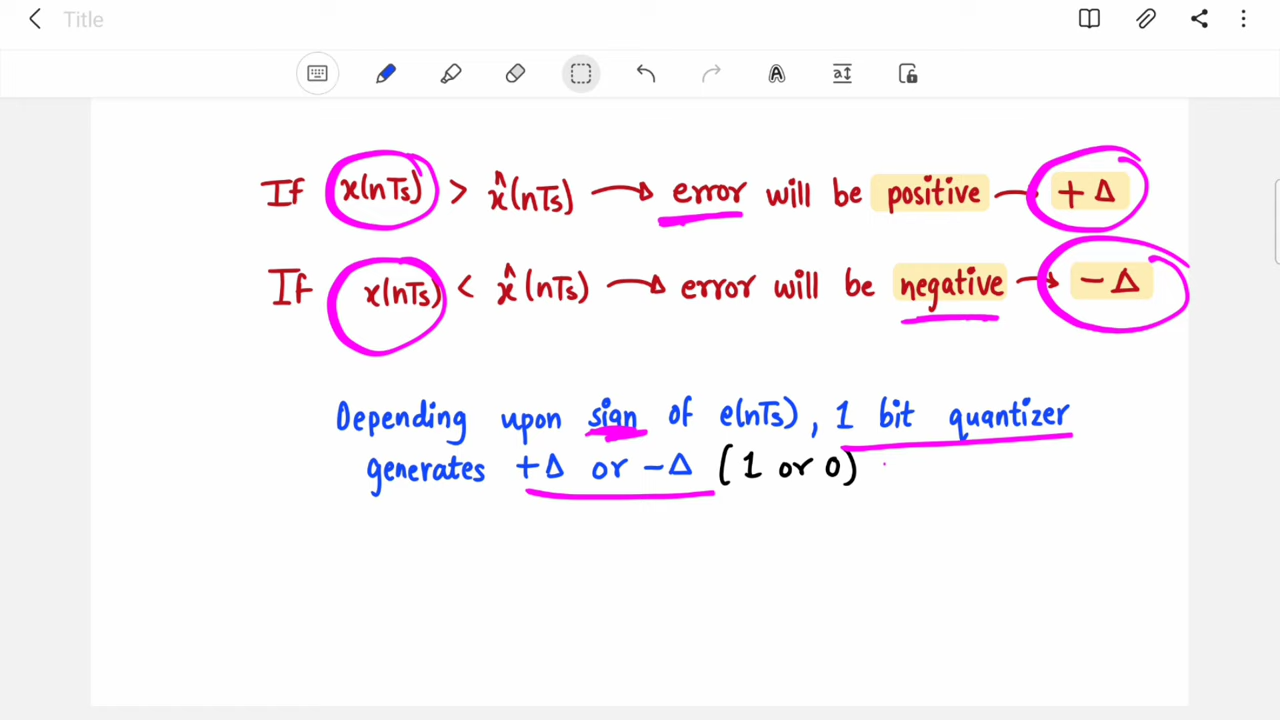 Title
If x(nTs) > x̂(nTs) → error will be positive → +Δ
If x(nTs) < x̂(nTs) → error will be negative → -Δ
Depending upon sign of e(nTs), 1 bit quantizer
generates +Δ or -Δ (1 or 0)